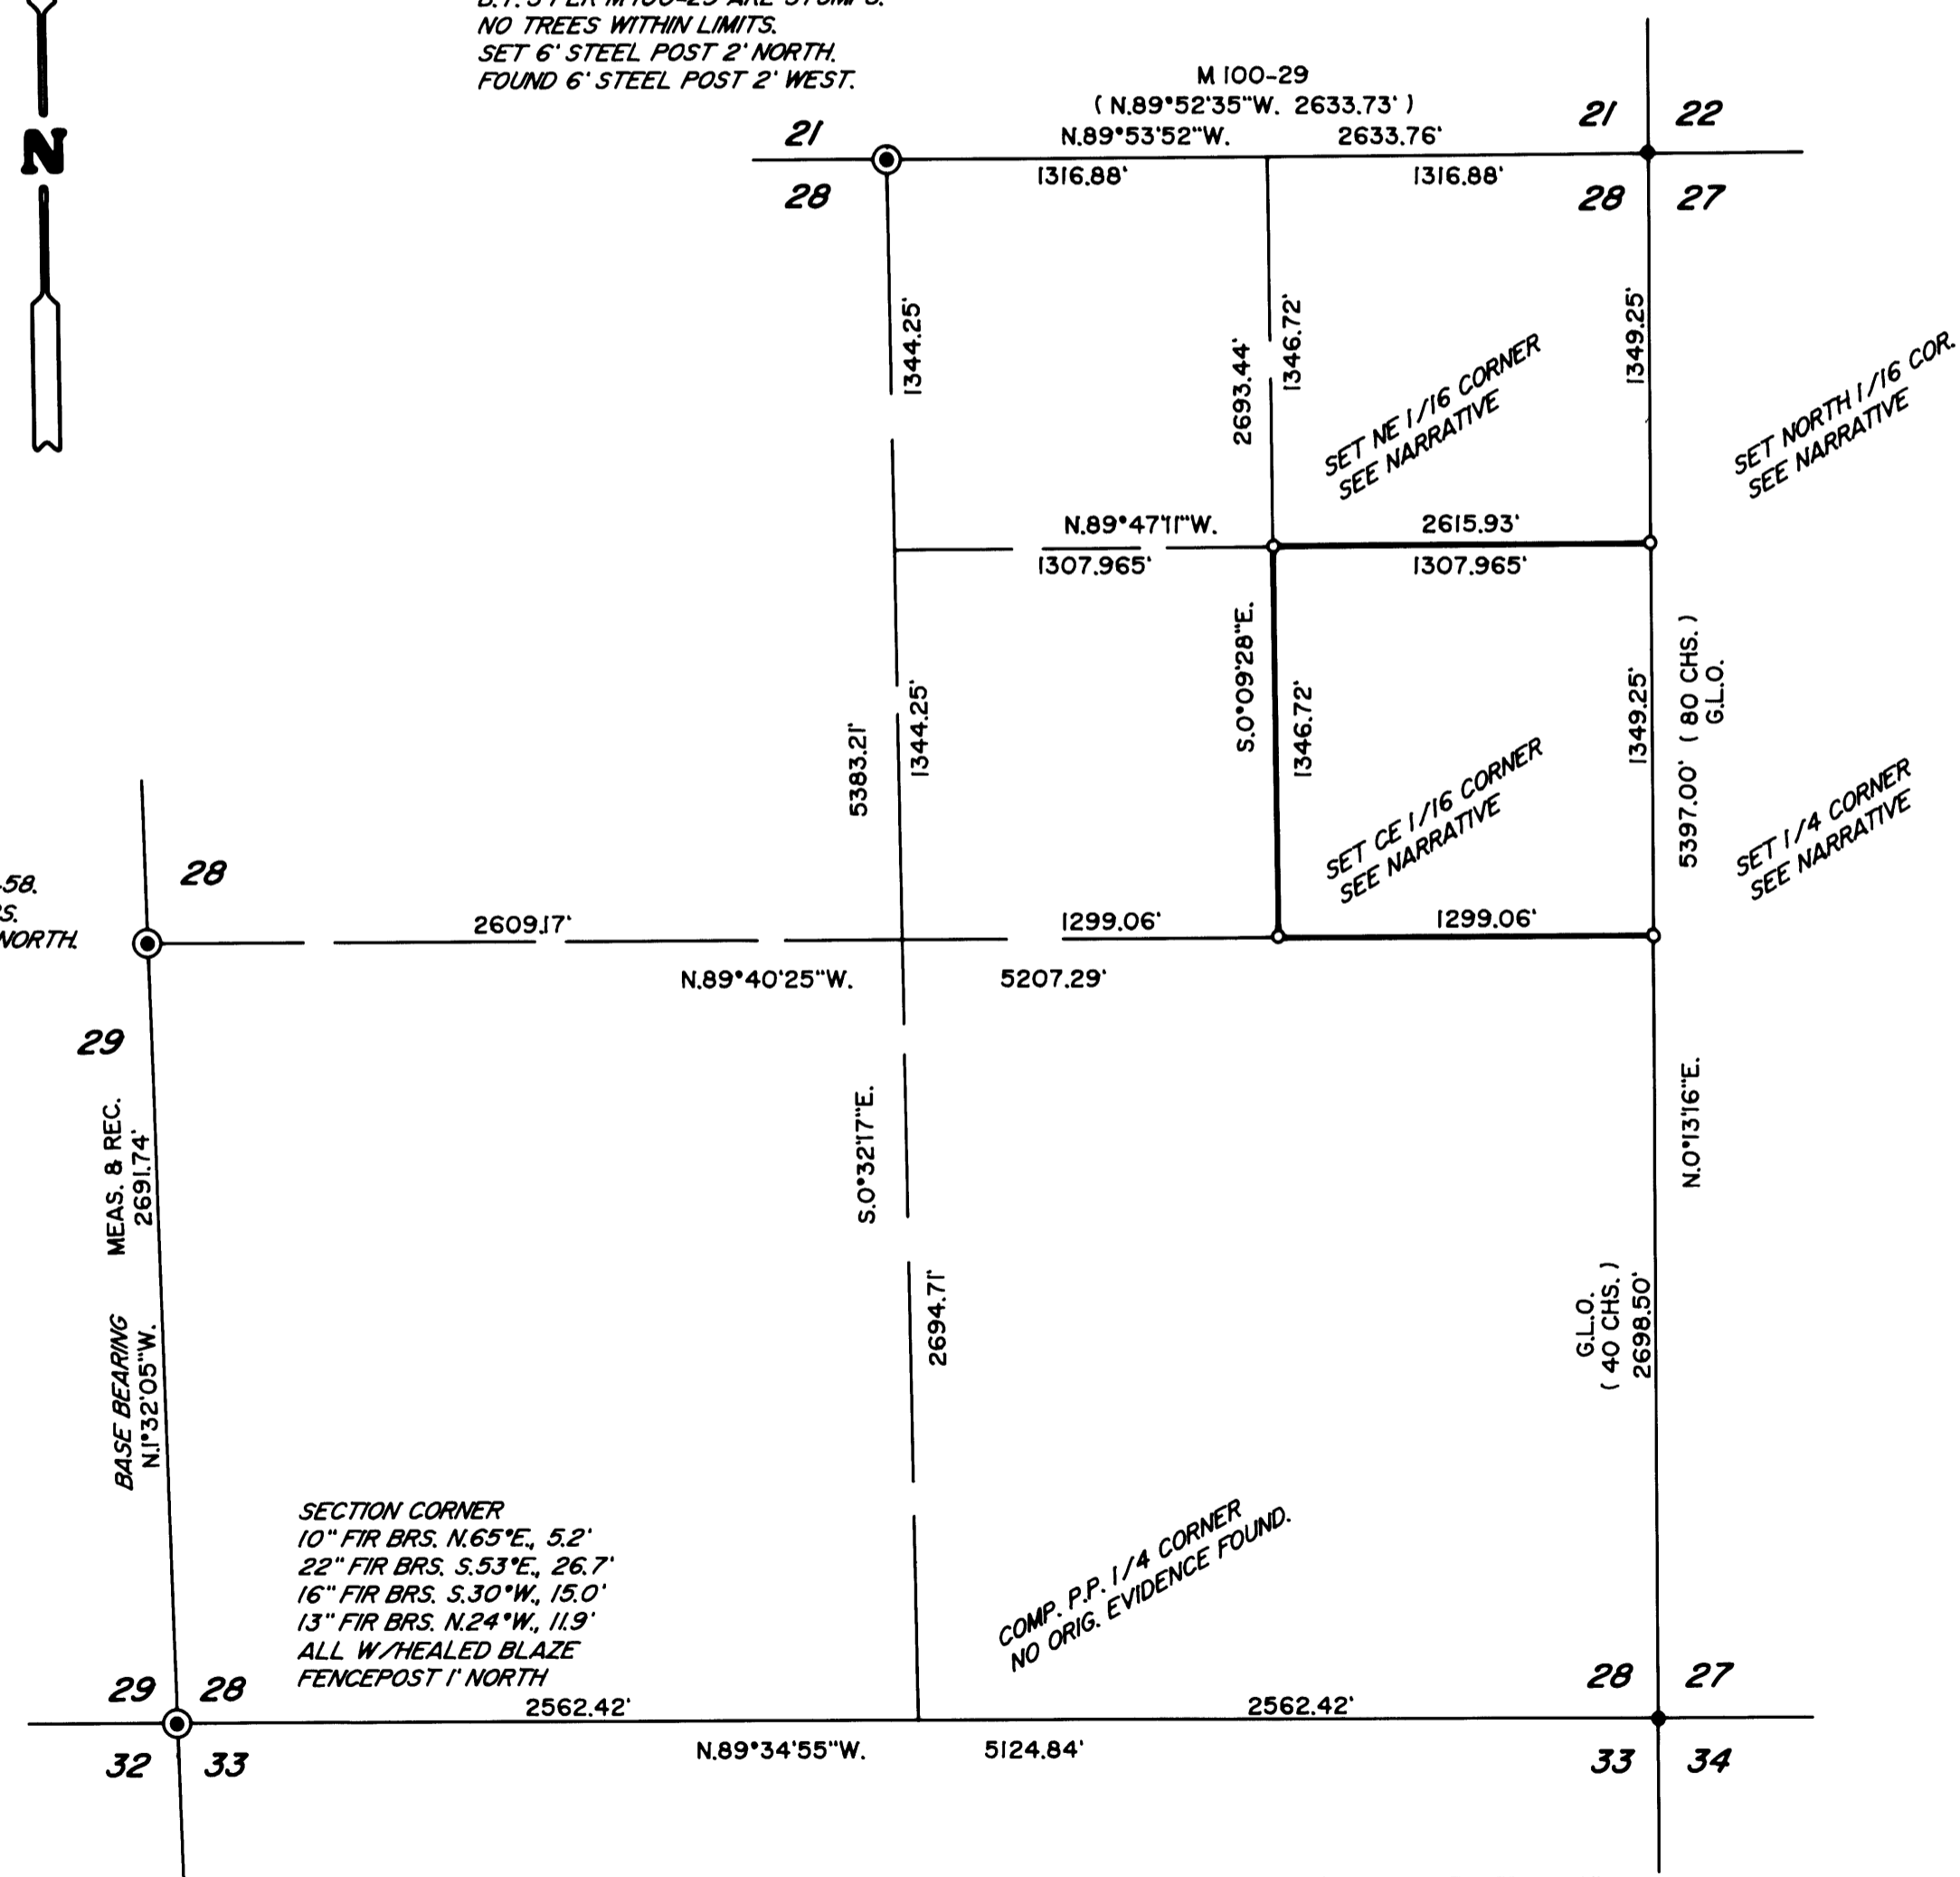 NO TREES WITHIN LIMITS.
SET 6' STEEL POST 2' NORTH.
FOUND 6' STEEL POST 2' WEST.
N
M 100-29
( N.89°52'35"W. 2633.73' )
N.89°53'52"W. 2633.76'
21
21 22
1316.88' 1316.88'
28
28 27
1344.25'
2693.44'
1346.72'
1349.25'
SET NE 1/16 CORNER
SEE NARRATIVE
SET NORTH 1/16 COR.
SEE NARRATIVE
N.89°47'11"W. 2615.93'
1307.965' 1307.965'
S.0°09'28"E.
1346.72'
1349.25'
5397.00' ( 80 CHS. )
G.L.O.
5383.21'
1344.25'
SET CE 1/16 CORNER
SEE NARRATIVE
SET 1/4 CORNER
SEE NARRATIVE
28
58.
NORTH.
2609.17' 1299.06' 1299.06'
N.89°40'25"W. 5207.29'
29
MEAS. & REC.
2691.74'
BASE BEARING
N.1°32'05"W.
S.0°32'17"E.
2694.71'
N.0°13'16"E.
G.L.O.
( 40 CHS. )
2698.50'
SECTION CORNER
10" FIR BRS. N.65°E., 5.2'
22" FIR BRS. S.53°E., 26.7'
16" FIR BRS. S.30°W., 15.0'
13" FIR BRS. N.24°W., 11.9'
ALL W/HEALED BLAZE
FENCEPOST 1' NORTH
COMP. P.P. 1/4 CORNER
NO ORIG. EVIDENCE FOUND.
29 28
28 27
2562.42' 2562.42'
32 33
N.89°34'55"W. 5124.84'
33 34